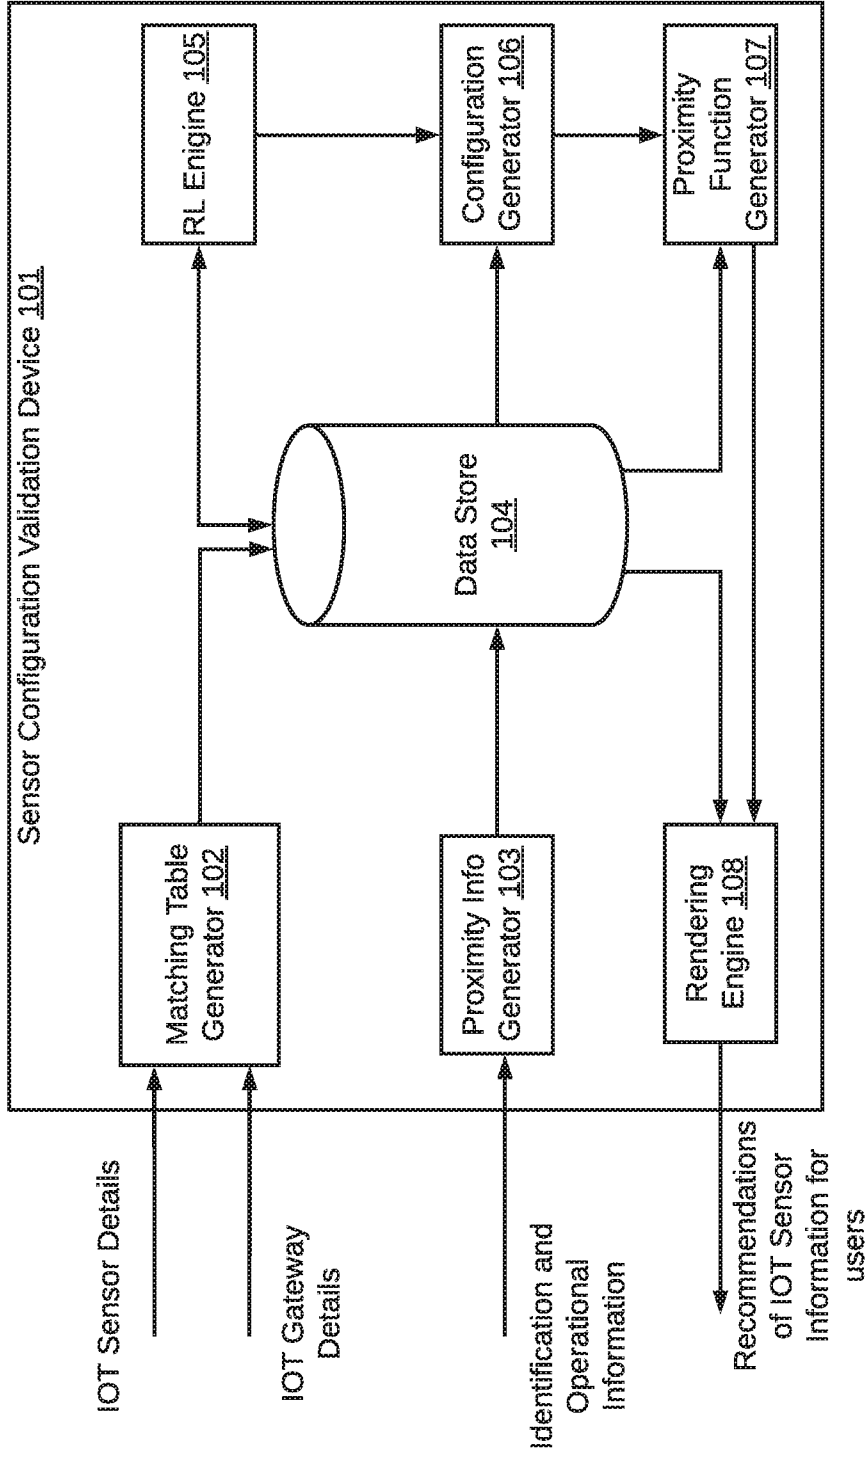 Sensor Configuration Validation Device 101
IOT Sensor Details
IOT Gateway
Details
Matching Table
Generator 102
RL Enigine 105
Identification and
Operational
Information
Proximity Info
Generator 103
Data Store
104
Configuration
Generator 106
Recommendations
of IOT Sensor
Information for
users
Rendering
Engine 108
Proximity
Function
Generator 107